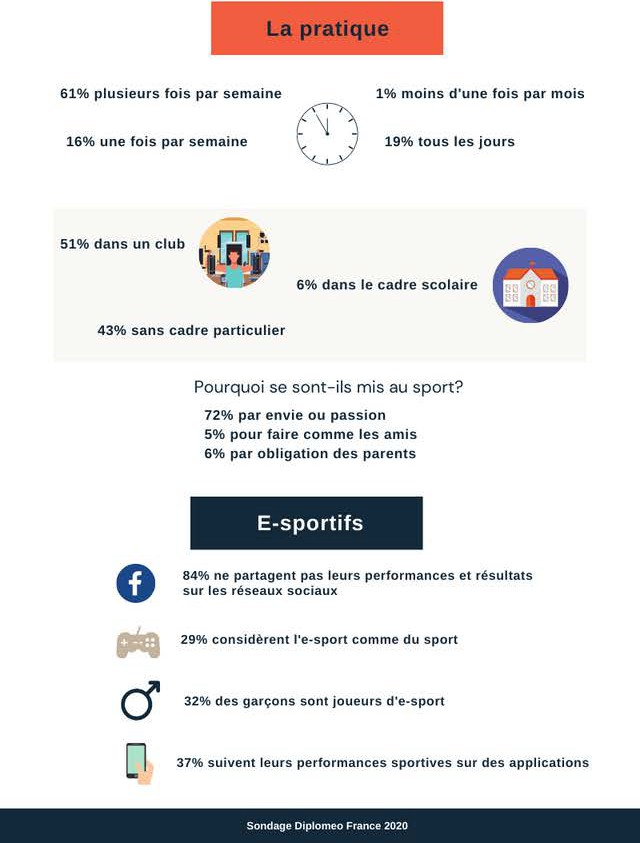 La pratique
61% plusieurs fois par semaine
1% moins d'une fois par mois
16% une fois par semaine
19% tous les jours
51% dans un club
6% dans le cadre scolaire
43% sans cadre particulier
Pourquoi se sont-ils mis au sport?
72% par envie ou passion
5% pour faire comme les amis
6% par obligation des parents
E-sportifs
84% ne partagent pas leurs performances et résultats
sur les réseaux sociaux
29% considèrent l'e-sport comme du sport
32% des garçons sont joueurs d'e-sport
37% suivent leurs performances sportives sur des applications
Sondage Diplomeo France 2020